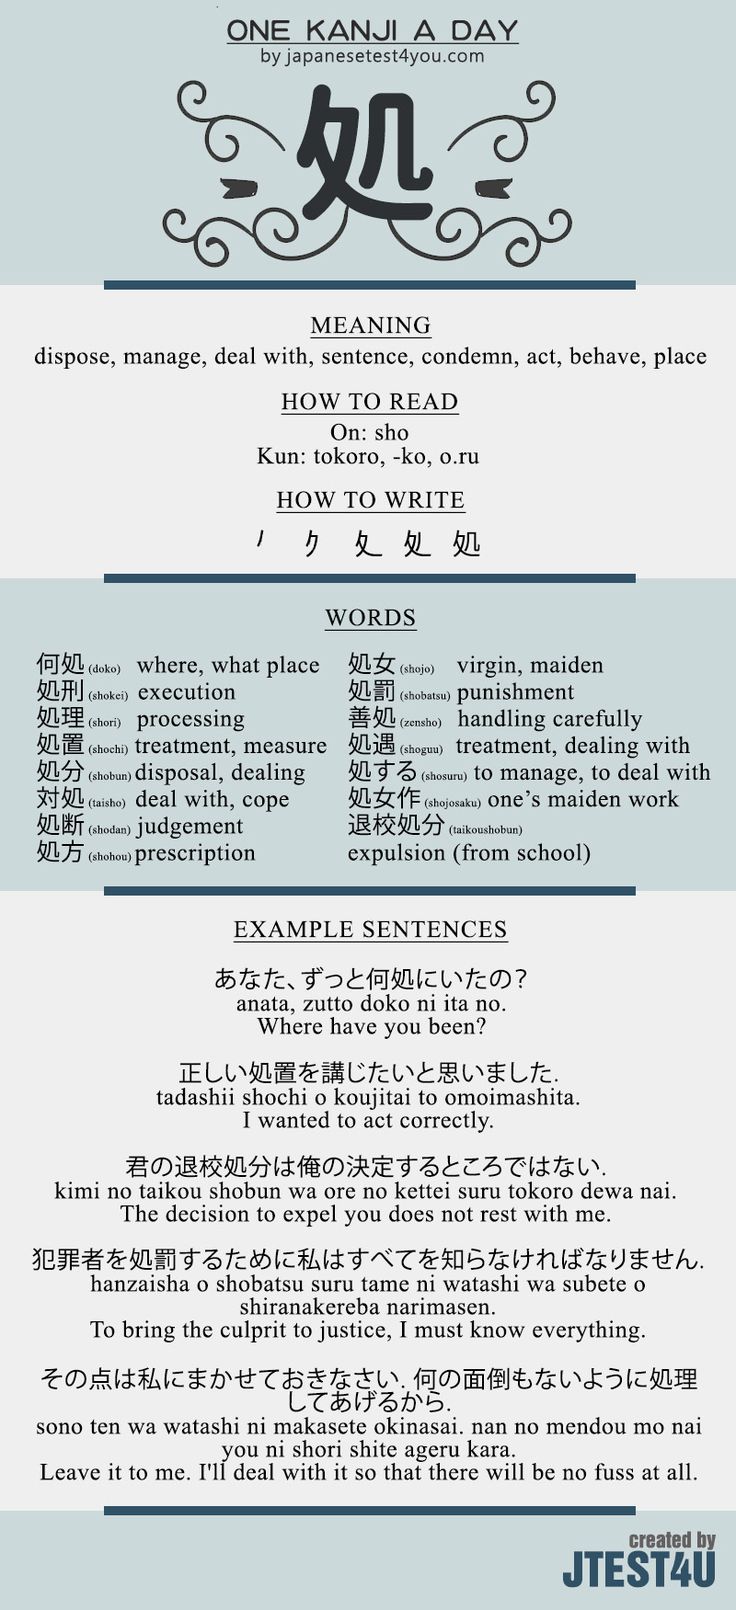 ONE KANJI A DAY
by japanesetest4you.com
処
MEANING
dispose, manage, deal with, sentence, condemn, act, behave, place
HOW TO READ
On: sho
Kun: tokoro, -ko, o.ru
HOW TO WRITE
丿 ク 夂 処 処
WORDS
何処 (doko) where, what place
処刑 (shokei) execution
処理 (shori) processing
処置 (shochi) treatment, measure
処分 (shobun) disposal, dealing
対処 (taisho) deal with, cope
処断 (shodan) judgement
処方 (shohou) prescription
処女 (shojo) virgin, maiden
処罰 (shobatsu) punishment
善処 (zensho) handling carefully
処遇 (shoguu) treatment, dealing with
処する (shosuru) to manage, to deal with
処女作 (shojosaku) one's maiden work
退校処分 (taikoushobun)
expulsion (from school)
EXAMPLE SENTENCES
あなた、ずっと何処にいたの?
anata, zutto doko ni ita no.
Where have you been?
正しい処置を講じたいと思いました.
tadashii shochi o koujitai to omoimashita.
I wanted to act correctly.
君の退校処分は俺の決定するところではない.
kimi no taikou shobun wa ore no kettei suru tokoro dewa nai.
The decision to expel you does not rest with me.
犯罪者を処罰するために私はすべてを知らなければなりません.
hanzaisha o shobatsu suru tame ni watashi wa subete o
shiranakereba narimasen.
To bring the culprit to justice, I must know everything.
その点は私にまかせておきなさい. 何の面倒もないように処理
してあげるから.
sono ten wa watashi ni makasete okinasai. nan no mendou mo nai
you ni shori shite ageru kara.
Leave it to me. I'll deal with it so that there will be no fuss at all.
created by
JTEST4U